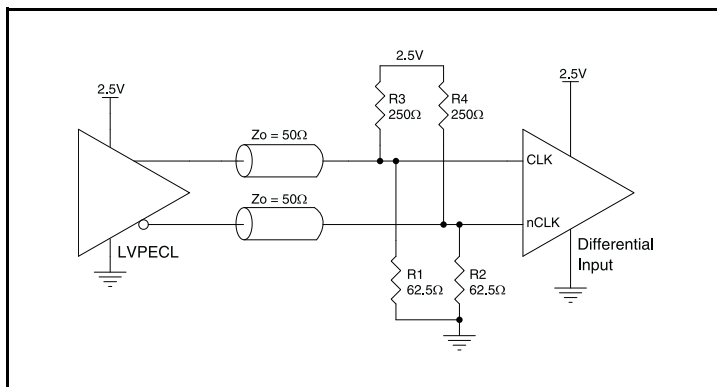 2.5V
2.5V
2.5V
R3
250Ω
R4
250Ω
Zo = 50Ω
CLK
Zo = 50Ω
nCLK
LVPECL
Differential
Input
R1
62.5Ω
R2
62.5Ω